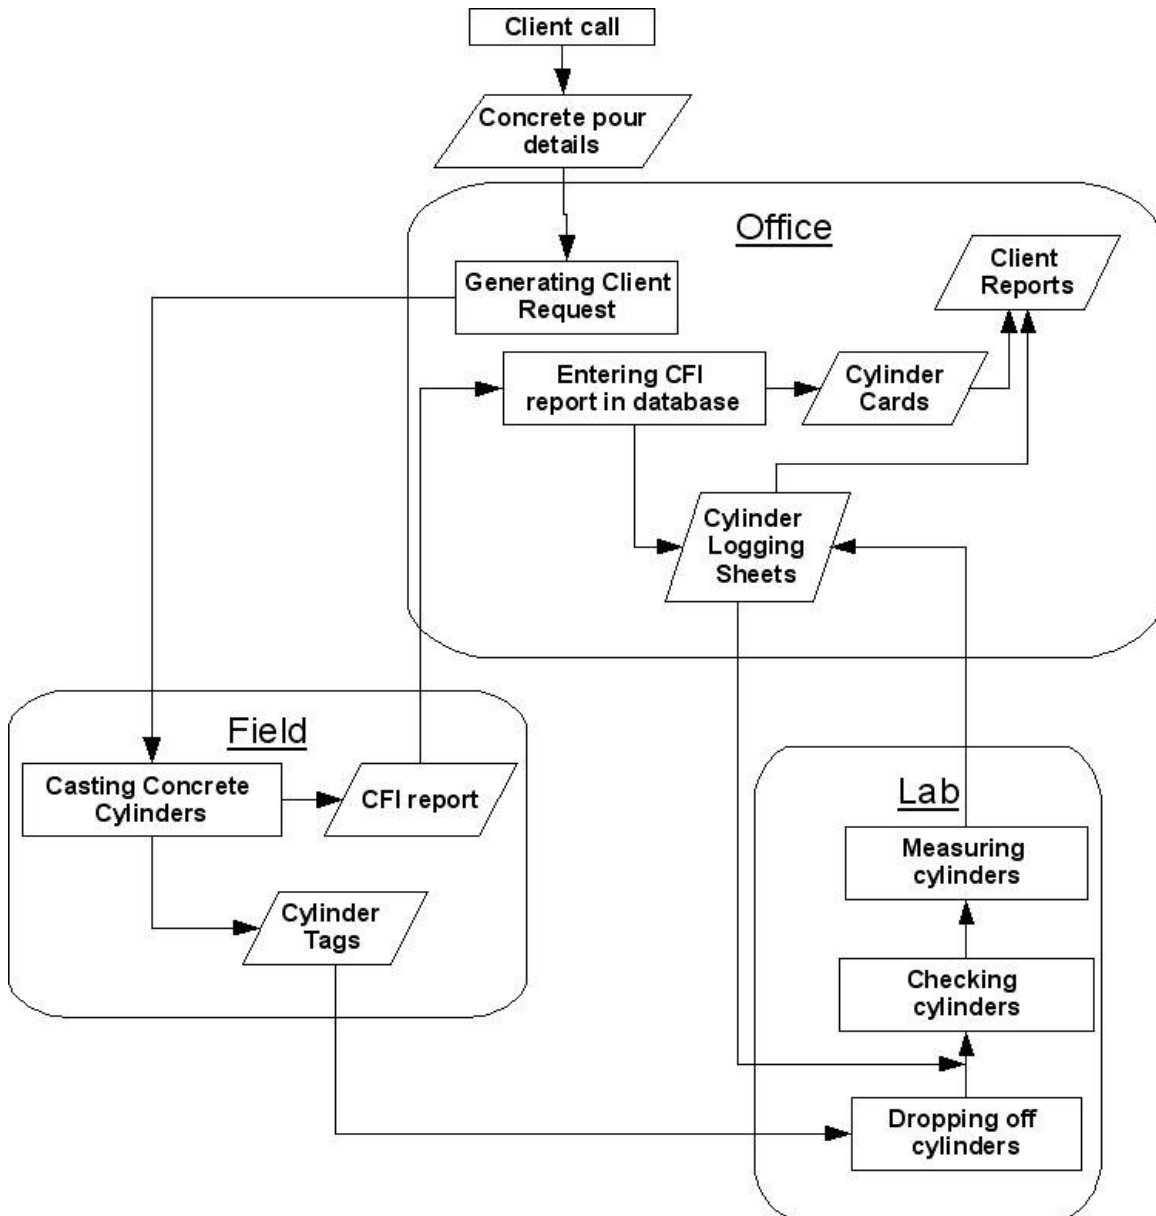 Client call
Concrete pour
details
Office
Client
Reports
Generating Client
Request
Entering CFI
report in database
Cylinder
Cards
Cylinder
Logging
Sheets
Field
Casting Concrete
Cylinders
CFI report
Cylinder
Tags
Lab
Measuring
cylinders
Checking
cylinders
Dropping off
cylinders